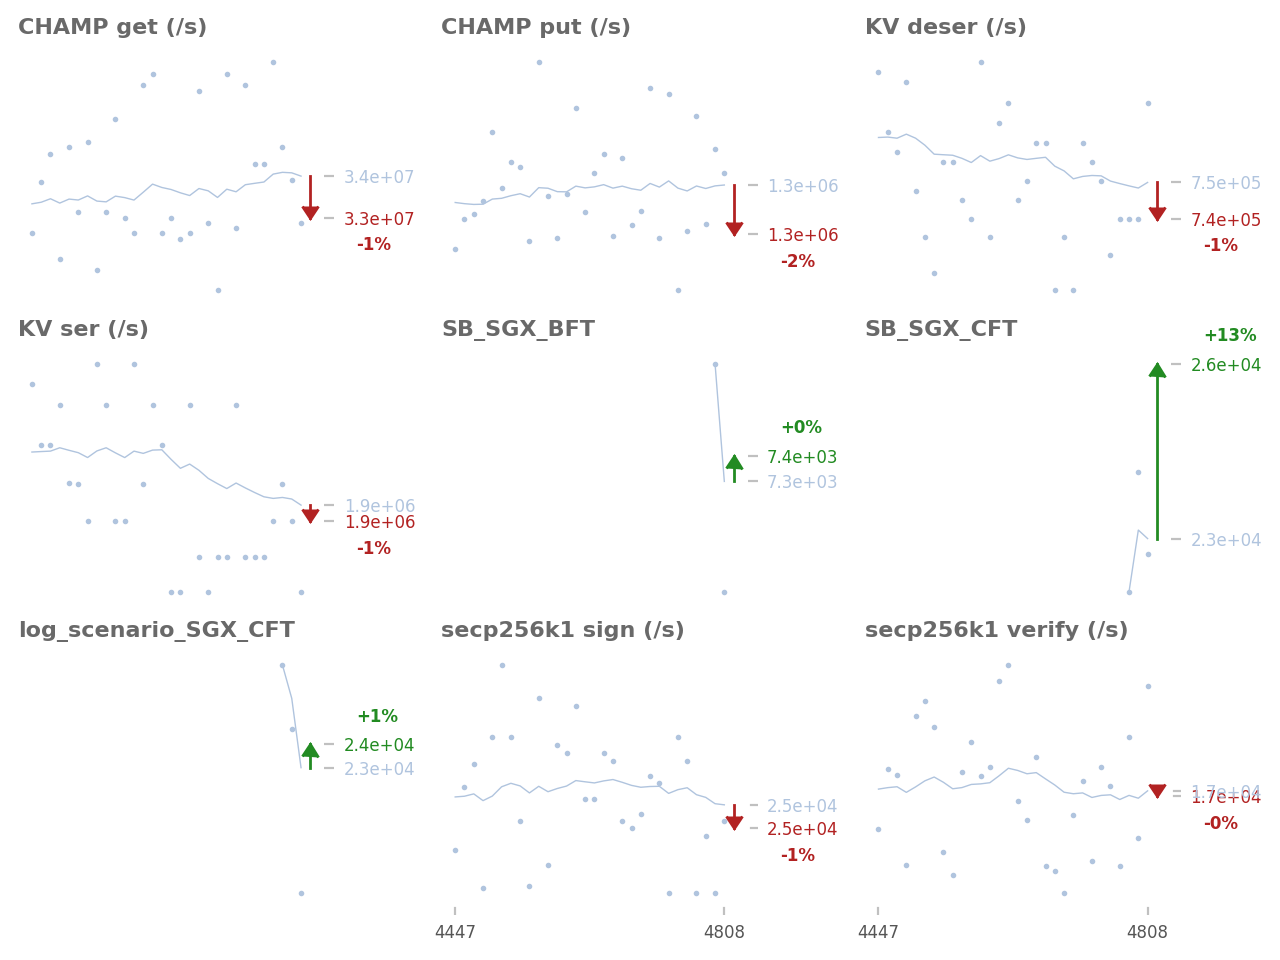 CHAMP get (/s)
3.4e+07
3.3e+07
-1%
CHAMP put (/s)
1.3e+06
1.3e+06
-2%
KV deser (/s)
7.5e+05
7.4e+05
-1%
KV ser (/s)
1.9e+06
1.9e+06
-1%
SB_SGX_BFT
+0%
7.4e+03
7.3e+03
SB_SGX_CFT
+13%
2.6e+04
2.3e+04
log_scenario_SGX_CFT
+1%
2.4e+04
2.3e+04
secp256k1 sign (/s)
2.5e+04
2.5e+04
-1%
4447
4808
secp256k1 verify (/s)
1.7e+04
1.7e+04
-0%
4447
4808